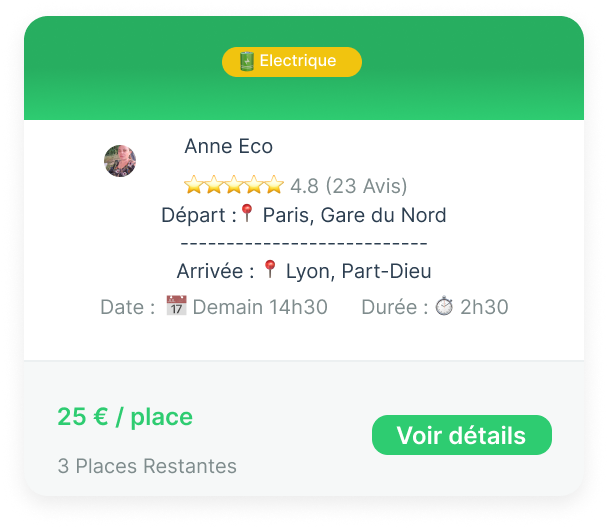 Electrique
Anne Eco
⭐⭐⭐⭐⭐ 4.8 (23 Avis)
Départ :📍 Paris, Gare du Nord
---------------------------
Arrivée : 📍 Lyon, Part-Dieu
Date : 📅 Demain 14h30 Durée : ⏱️ 2h30
25 € / place
Voir détails
3 Places Restantes